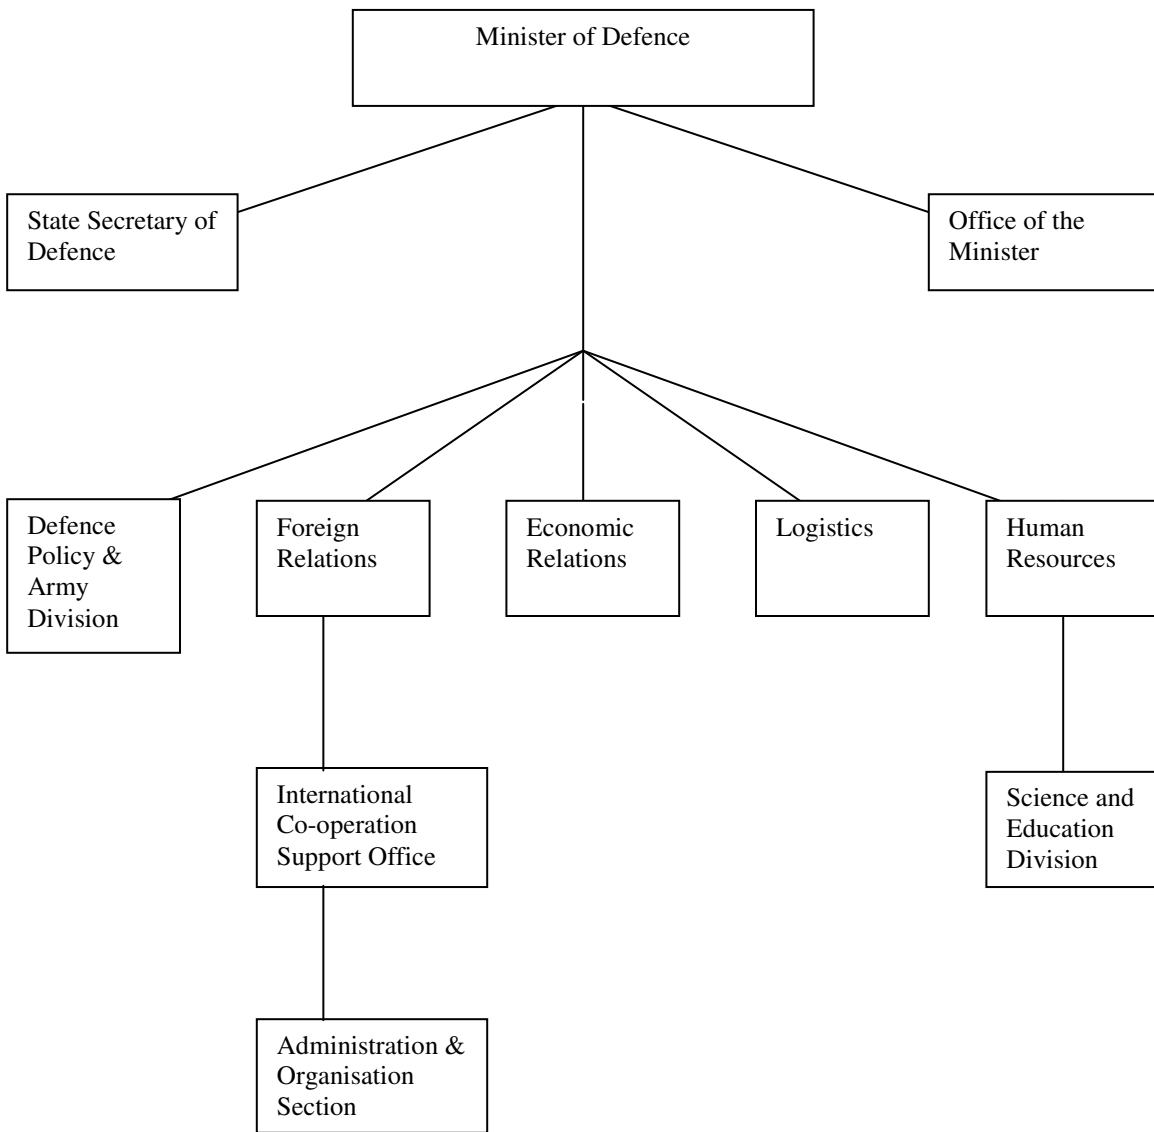 Minister of Defence
State Secretary of
Defence
Office of the
Minister
Defence
Policy &
Army
Division
Foreign
Relations
Economic
Relations
Logistics
Human
Resources
International
Co-operation
Support Office
Science and
Education
Division
Administration &
Organisation
Section